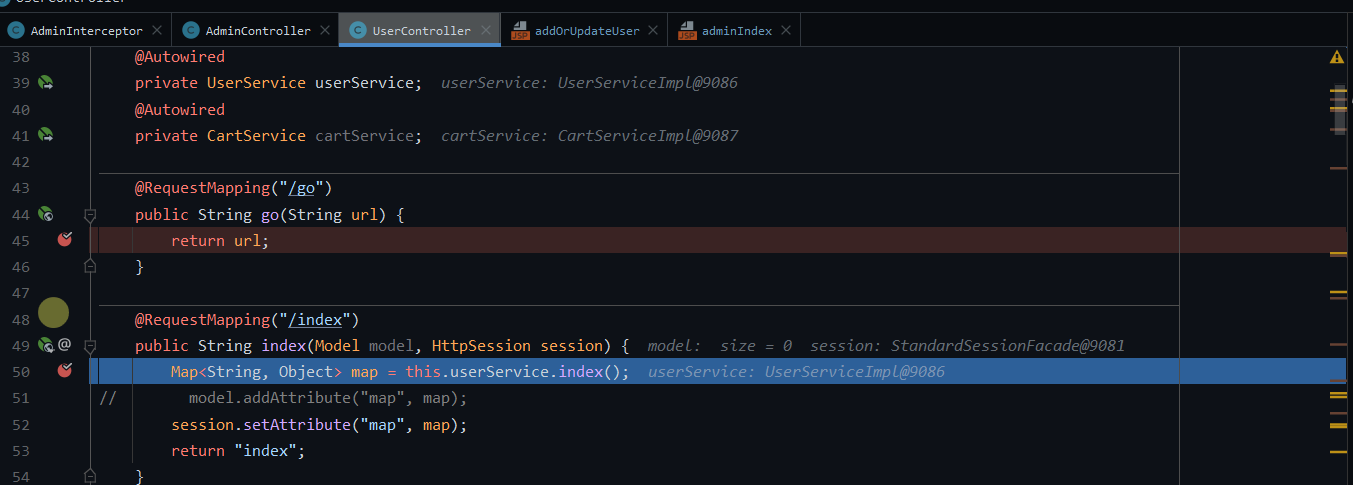 UserController
AdminInterceptor AdminController UserController addOrUpdateUser adminIndex
38 @Autowired
39 private UserService userService; userService: UserServiceImpl@9086
40 @Autowired
41 private CartService cartService; cartService: CartServiceImpl@9087
42
43 @RequestMapping("/go")
44 public String go(String url) {
45 return url;
46 }
47
48 @RequestMapping("/index")
49 @ public String index(Model model, HttpSession session) { model: size = 0 session: StandardSessionFacade@9081
50 Map<String, Object> map = this.userService.index(); userService: UserServiceImpl@9086
51 // model.addAttribute("map", map);
52 session.setAttribute("map", map);
53 return "index";
54 }